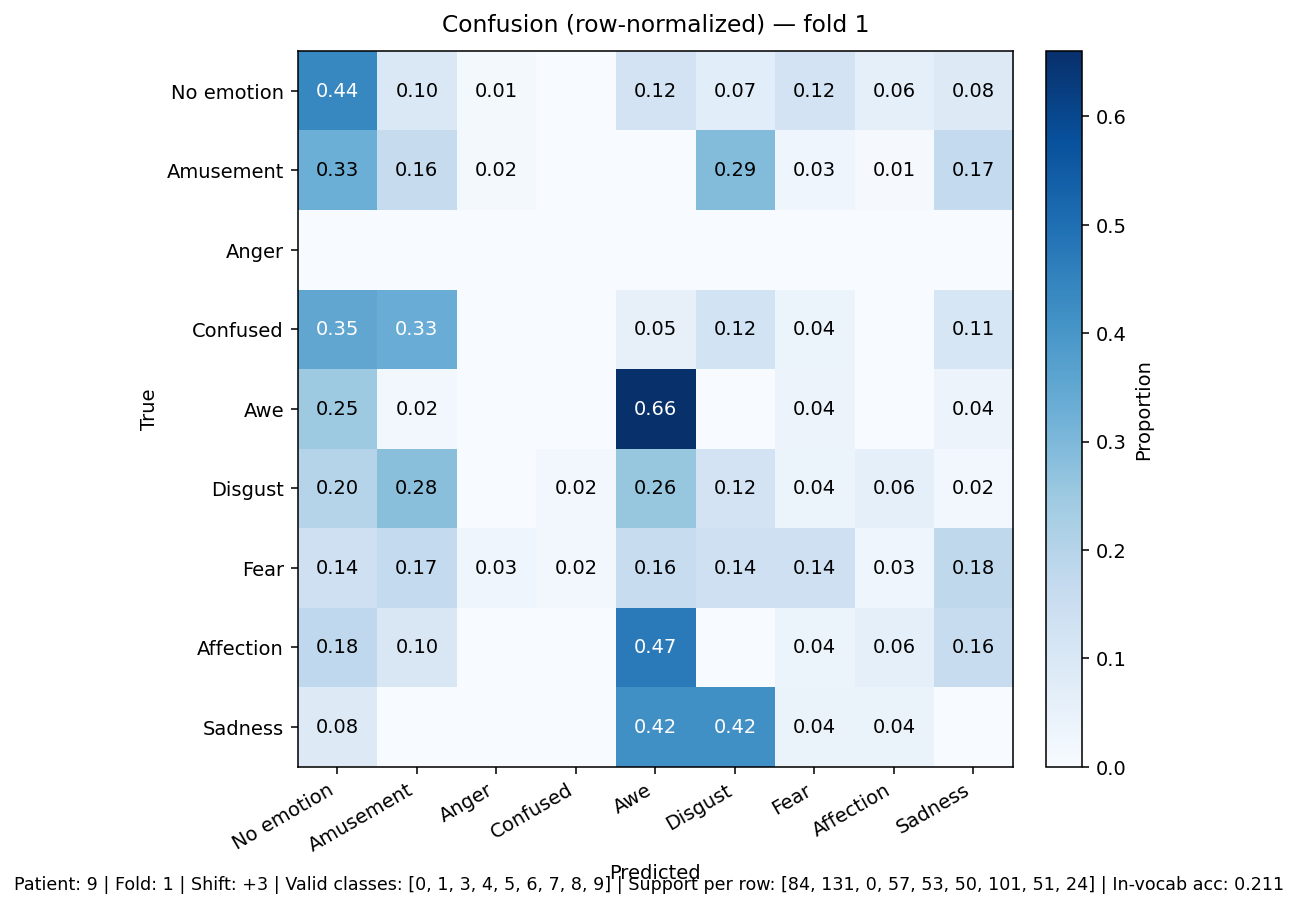 Confusion (row-normalized) — fold 1
No emotion 0.44 0.10 0.01 0.12 0.07 0.12 0.06 0.08
Amusement 0.33 0.16 0.02 0.29 0.03 0.01 0.17
Anger
Confused 0.35 0.33 0.05 0.12 0.04 0.11
Awe 0.25 0.02 0.66 0.04 0.04
Disgust 0.20 0.28 0.02 0.26 0.12 0.04 0.06 0.02
Fear 0.14 0.17 0.03 0.02 0.16 0.14 0.14 0.03 0.18
Affection 0.18 0.10 0.47 0.04 0.06 0.16
Sadness 0.08 0.42 0.42 0.04 0.04
True
No emotion Amusement Anger Confused Awe Disgust Fear Affection Sadness
Predicted
0.6
0.5
0.4
0.3
0.2
0.1
0.0
Proportion
Patient: 9 | Fold: 1 | Shift: +3 | Valid classes: [0, 1, 3, 4, 5, 6, 7, 8, 9] | Support per row: [84, 131, 0, 57, 53, 50, 101, 51, 24] | In-vocab acc: 0.211